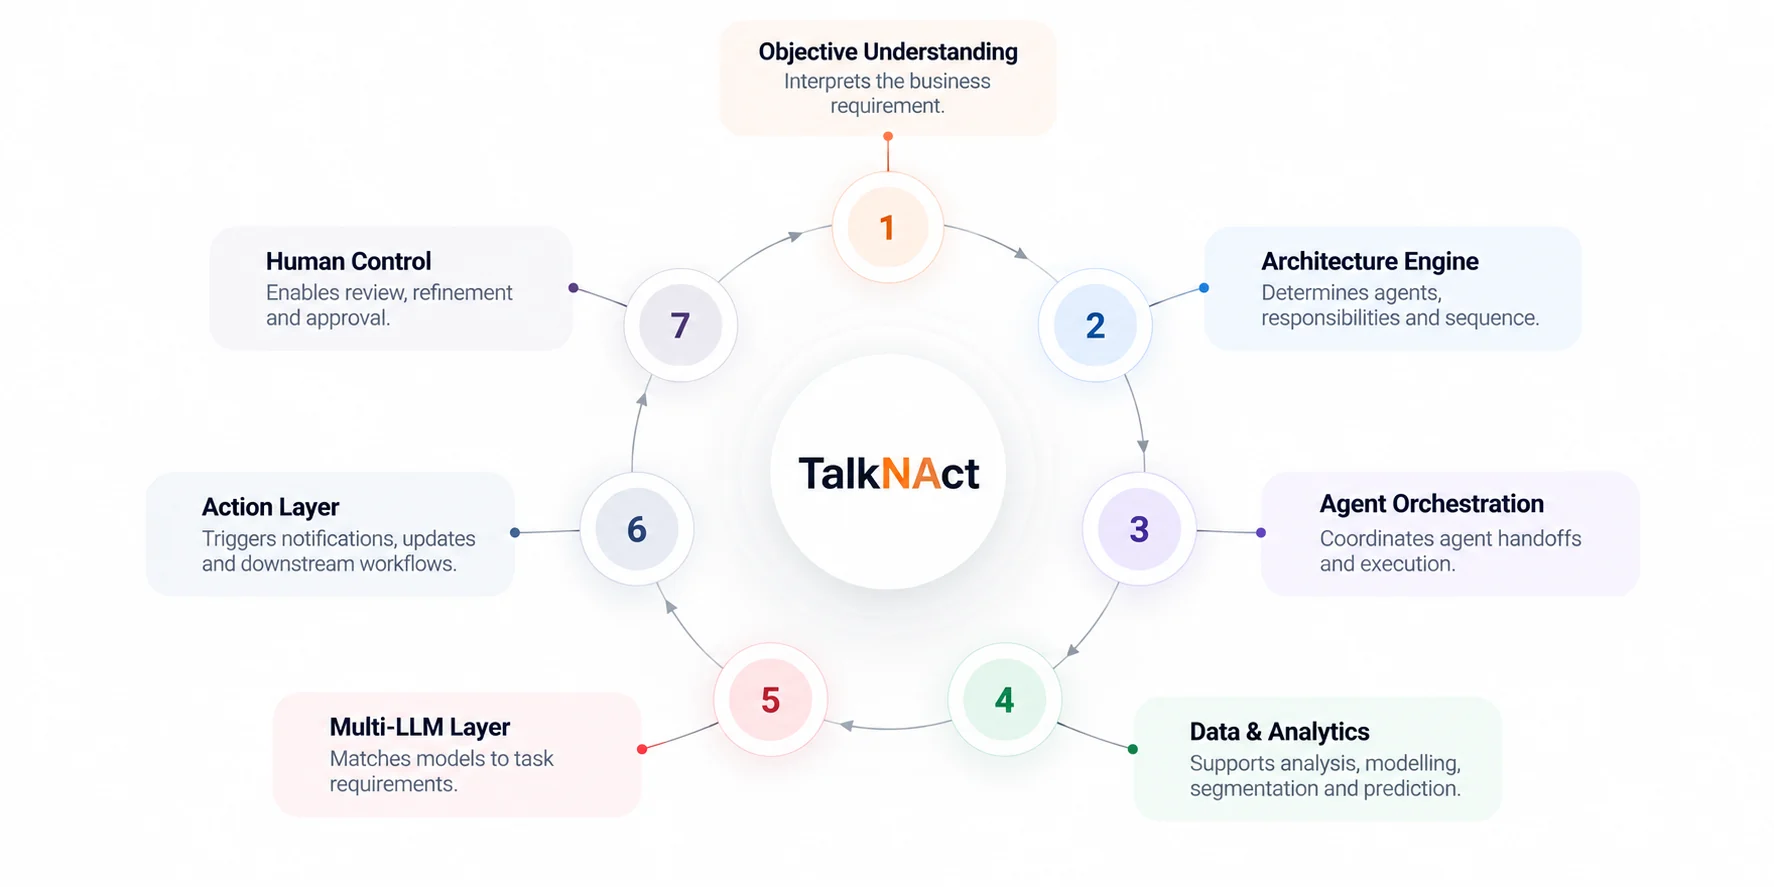 Objective Understanding
Interprets the business
requirement.
1
Architecture Engine
Determines agents,
responsibilities and sequence.
2
Agent Orchestration
Coordinates agent handoffs
and execution.
3
Data & Analytics
Supports analysis, modelling,
segmentation and prediction.
4
Multi-LLM Layer
Matches models to task
requirements.
5
Action Layer
Triggers notifications, updates
and downstream workflows.
6
Human Control
Enables review, refinement
and approval.
7
TalkNAct